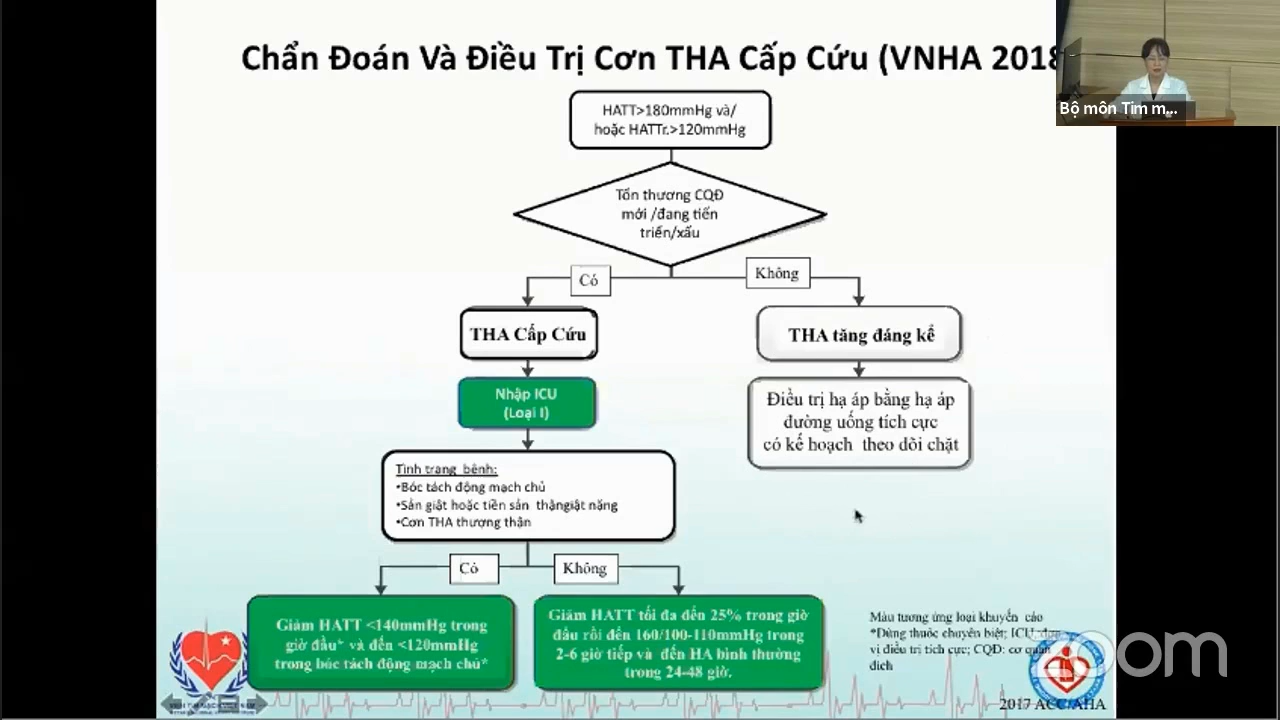 Chẩn Đoán Và Điều Trị Cơn THA Cấp Cứu (VNHA 2018
Bộ môn Tim m...
HATT>180mmHg và/
hoặc HATTr.>120mmHg
Tổn thương CQĐ
mới /đang tiến
triển/xấu
Có
Không
THA Cấp Cứu
THA tăng đáng kể
Nhập ICU
(Loại I)
Điều trị hạ áp bằng hạ áp
đường uống tích cực
có kế hoạch theo dõi chặt
Tình trạng bệnh:
•Bóc tách động mạch chủ
•Sản giật hoặc tiền sản thậngiật nặng
•Cơn THA thượng thận
Có
Không
Giảm HATT <140mmHg trong
giờ đầu* và đến <120mmHg
trong bóc tách động mạch chủ*
Giảm HATT tối đa đến 25% trong giờ
đầu rồi đến 160/100-110mmHg trong
2-6 giờ tiếp và đến HA bình thường
trong 24-48 giờ.
Màu tương ứng loại khuyến cáo
*Dùng thuốc chuyên biệt; ICU: đơn
vị điều trị tích cực; CQĐ: cơ quan
đích
zoom
2017 ACC/AHA